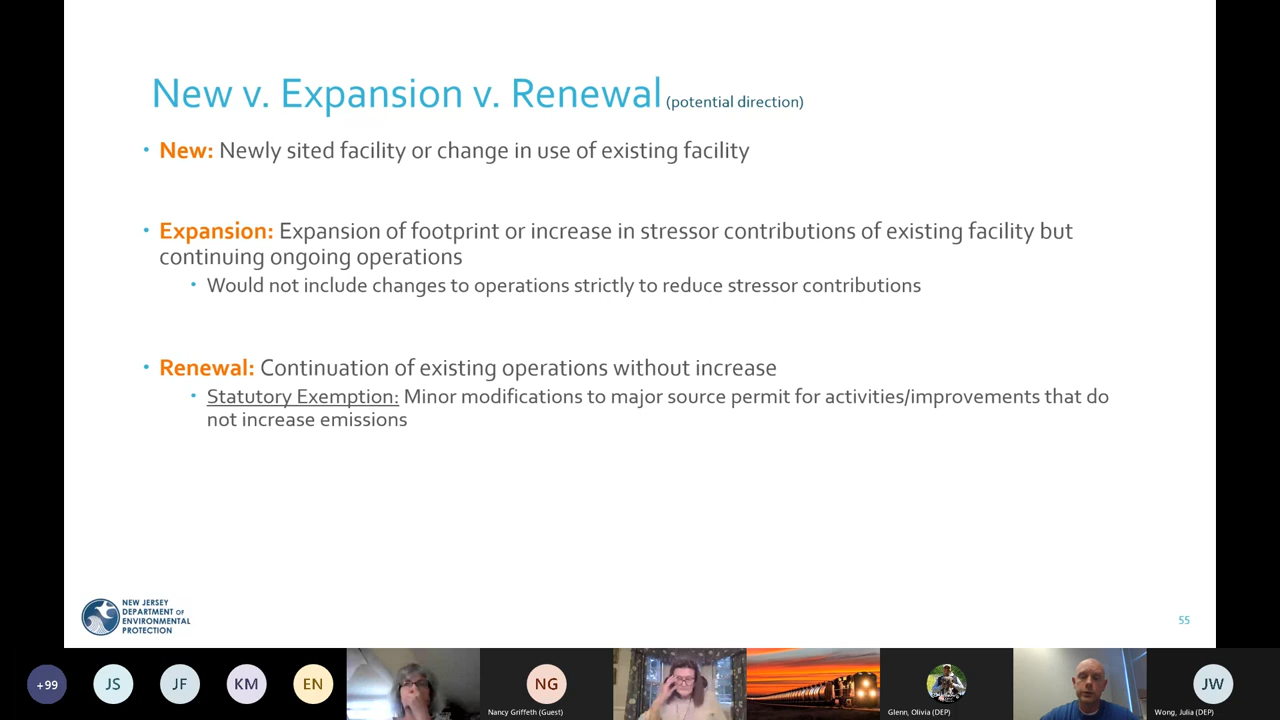 New v. Expansion v. Renewal (potential direction)
• New: Newly sited facility or change in use of existing facility
• Expansion: Expansion of footprint or increase in stressor contributions of existing facility but
continuing ongoing operations
• Would not include changes to operations strictly to reduce stressor contributions
• Renewal: Continuation of existing operations without increase
• Statutory Exemption: Minor modifications to major source permit for activities/improvements that do
not increase emissions
NEW JERSEY
DEPARTMENT OF
ENVIRONMENTAL
PROTECTION
55
+99
JS
JF
KM
EN
NG
JW
Nancy Griffeth (Guest)
Glenn, Olivia (DEP)
Wong, Julia (DEP)